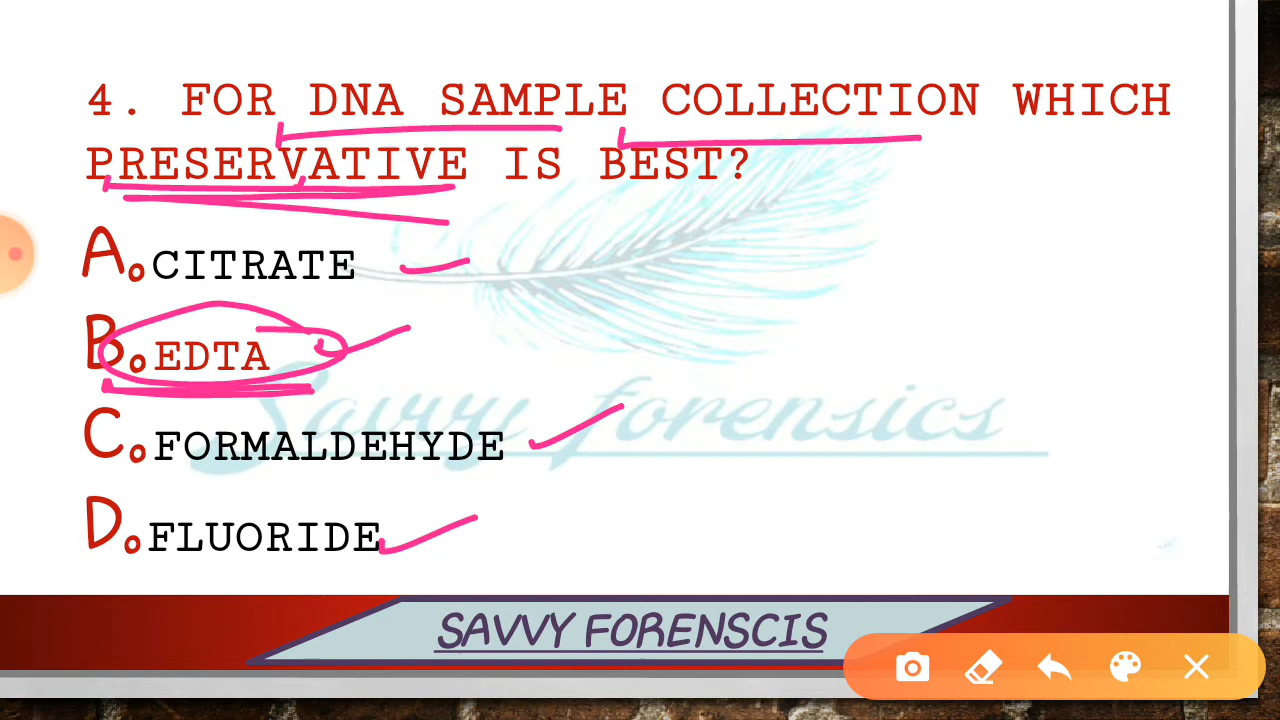 4. FOR DNA SAMPLE COLLECTION WHICH
PRESERVATIVE IS BEST?
A. CITRATE
B. EDTA
C. FORMALDEHYDE
Savvy forensics
D. FLUORIDE
SAVVY FORENSCIS